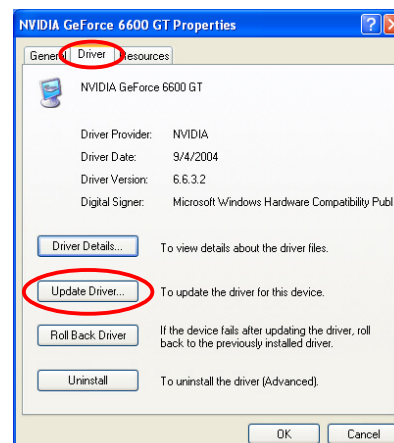 NVIDIA GeForce 6600 GT Properties
General Driver Resources
NVIDIA GeForce 6600 GT
Driver Provider: NVIDIA
Driver Date: 9/4/2004
Driver Version: 6.6.3.2
Digital Signer: Microsoft Windows Hardware Compatibility Publ
Driver Details... To view details about the driver files.
Update Driver... To update the driver for this device.
Roll Back Driver If the device fails after updating the driver, roll
back to the previously installed driver.
Uninstall To uninstall the driver (Advanced).
OK Cancel